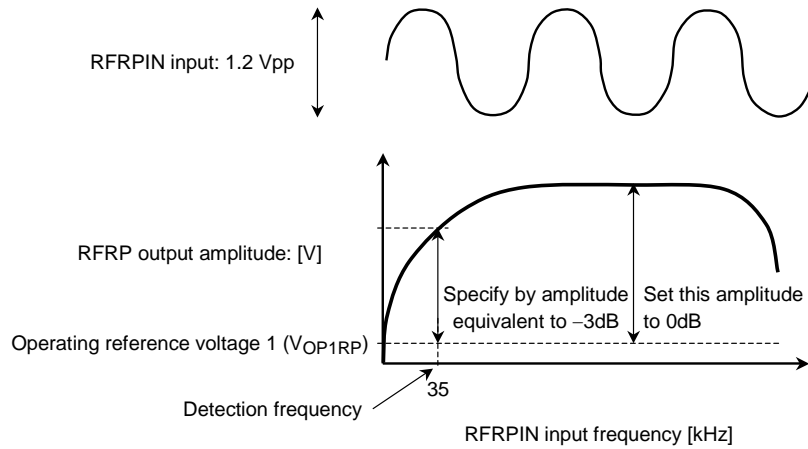 RFRPIN input: 1.2 Vpp
RFRP output amplitude: [V]
Specify by amplitude
equivalent to −3dB
Set this amplitude
to 0dB
Operating reference voltage 1 (VOP1RP)
35
Detection frequency
RFRPIN input frequency [kHz]